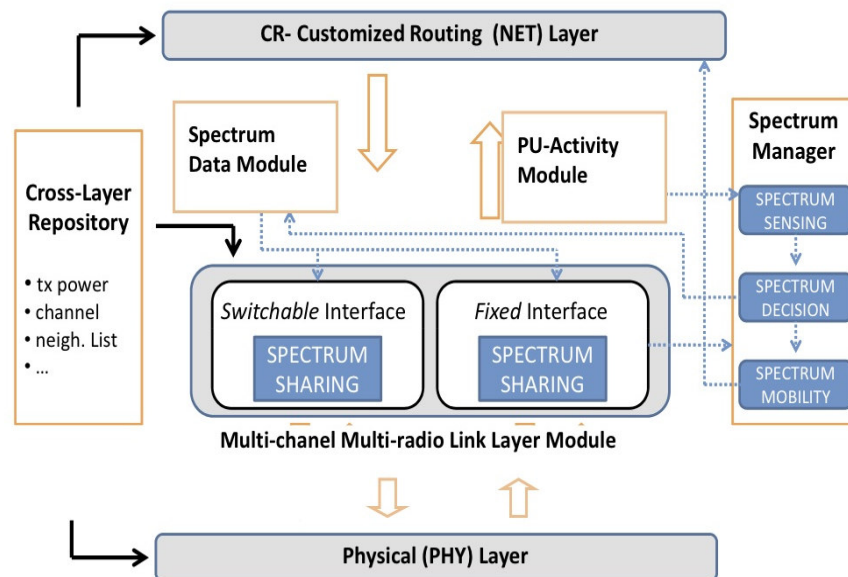 CR- Customized Routing (NET) Layer
Cross-Layer
Repository
• tx power
• channel
• neigh. List
• ...
Spectrum
Data Module
PU-Activity
Module
Spectrum
Manager
SPECTRUM
SENSING
SPECTRUM
DECISION
SPECTRUM
MOBILITY
Switchable Interface
SPECTRUM
SHARING
Fixed Interface
SPECTRUM
SHARING
Multi-chanel Multi-radio Link Layer Module
Physical (PHY) Layer